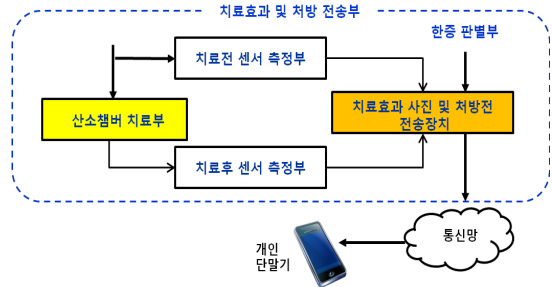 치료효과 및 처방 전송부
한증 판별부
치료전 센서 측정부
산소챔버 치료부
치료효과 사진 및 처방전
전송장치
치료후 센서 측정부
통신망
개인
단말기